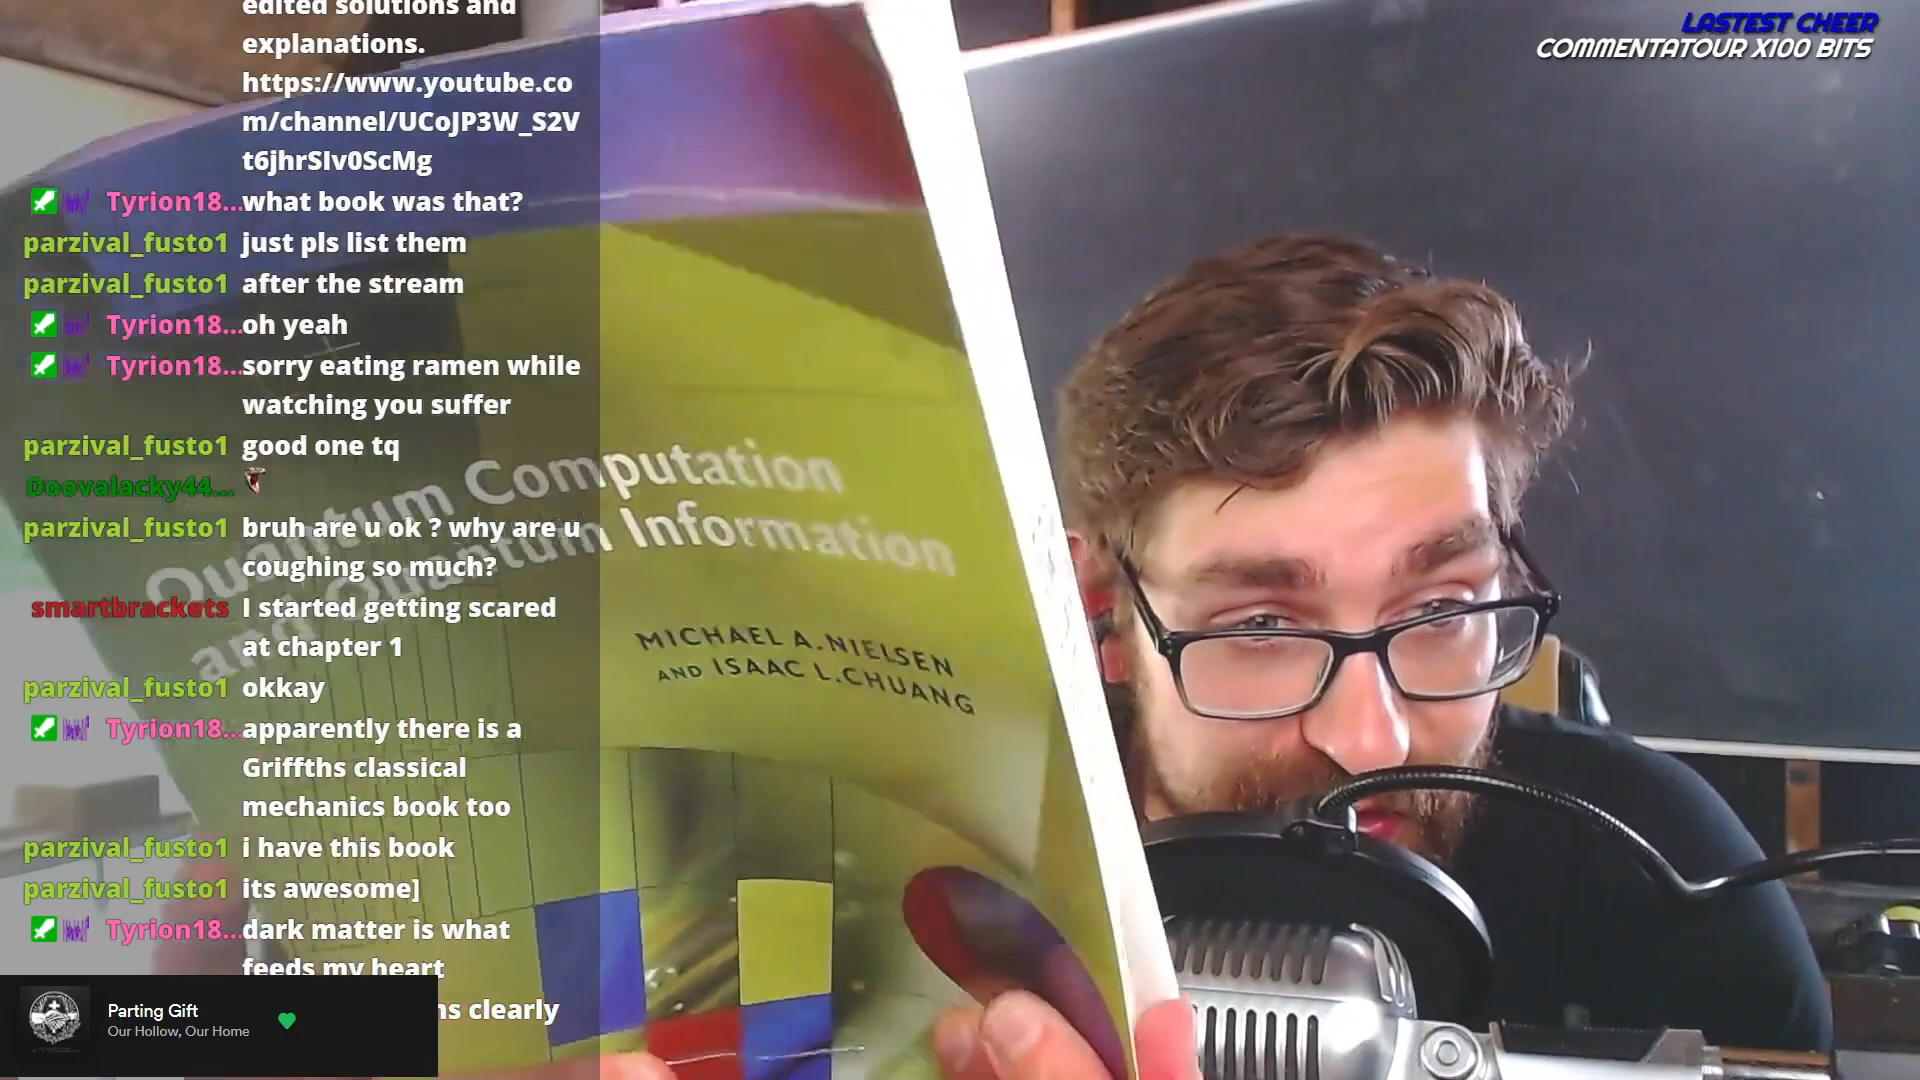 edited solutions and
explanations.
https://www.youtube.co
m/channel/UCoJP3W_S2V
t6jhrSIv0ScMg
Tyrion18... what book was that?
parzival_fusto1 just pls list them
parzival_fusto1 after the stream
Tyrion18... oh yeah
Tyrion18... sorry eating ramen while
watching you suffer
parzival_fusto1 good one tq
Doovalacky44...
parzival_fusto1 bruh are u ok ? why are u
coughing so much?
smartbrackets I started getting scared
at chapter 1
parzival_fusto1 okkay
Tyrion18... apparently there is a
Griffths classical
mechanics book too
parzival_fusto1 i have this book
parzival_fusto1 its awesome]
Tyrion18... dark matter is what
feeds my heart
ns clearly
Parting Gift
Our Hollow, Our Home
Quantum Computation
and Quantum Information
MICHAEL A. NIELSEN
AND ISAAC L. CHUANG
LASTEST CHEER
COMMENTATOUR X100 BITS